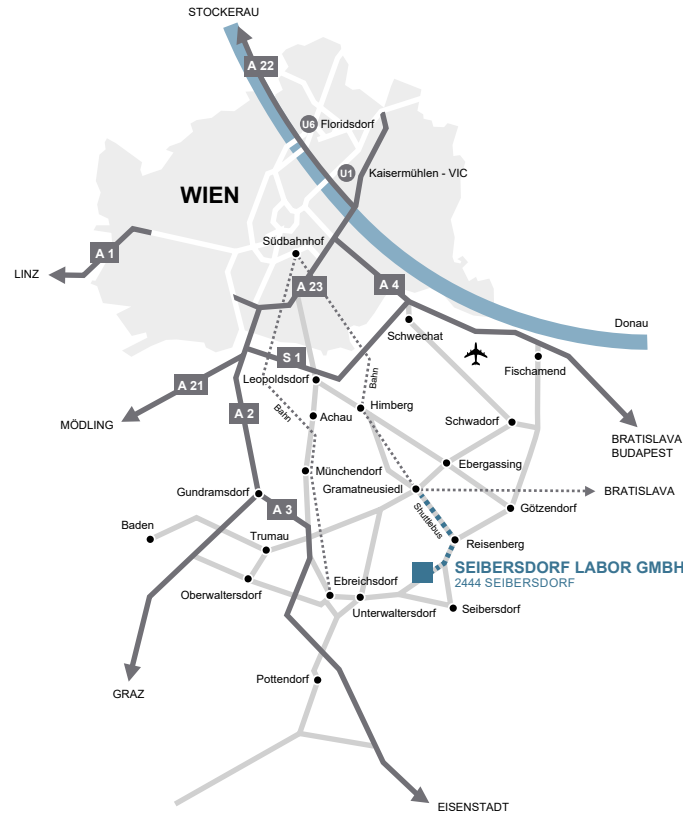 STOCKERAU
A 22
U6 Floridsdorf
U1
Kaisermühlen - VIC
WIEN
Südbahnhof
A 1
LINZ
A 23
A 4
Donau
Schwechat
S 1
Leopoldsdorf
Bahn
Fischamend
A 21
A 2
Bahn
Achau
Himberg
Schwadorf
MÖDLING
BRATISLAVA
BUDAPEST
Münchendorf
Ebergassing
Gundramsdorf
Gramatneusiedl
BRATISLAVA
A 3
Shuttlebus
Götzendorf
Baden
Trumau
Reisenberg
SEIBERSDORF LABOR GMBH
2444 SEIBERSDORF
Oberwaltersdorf
Ebreichsdorf
Unterwaltersdorf
Seibersdorf
Pottendorf
GRAZ
EISENSTADT